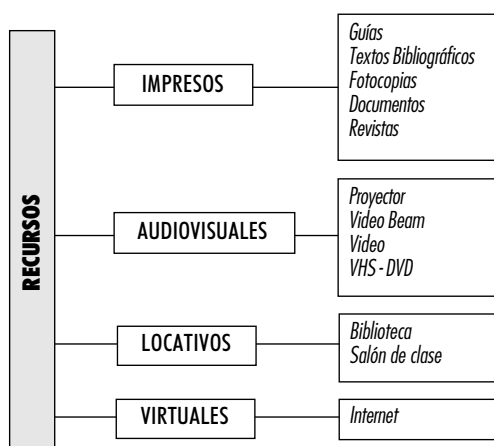 RECURSOS
IMPRESOS
Guías
Textos Bibliográficos
Fotocopias
Documentos
Revistas
AUDIOVISUALES
Proyector
Video Beam
Video
VHS - DVD
LOCATIVOS
Biblioteca
Salón de clase
VIRTUALES
Internet